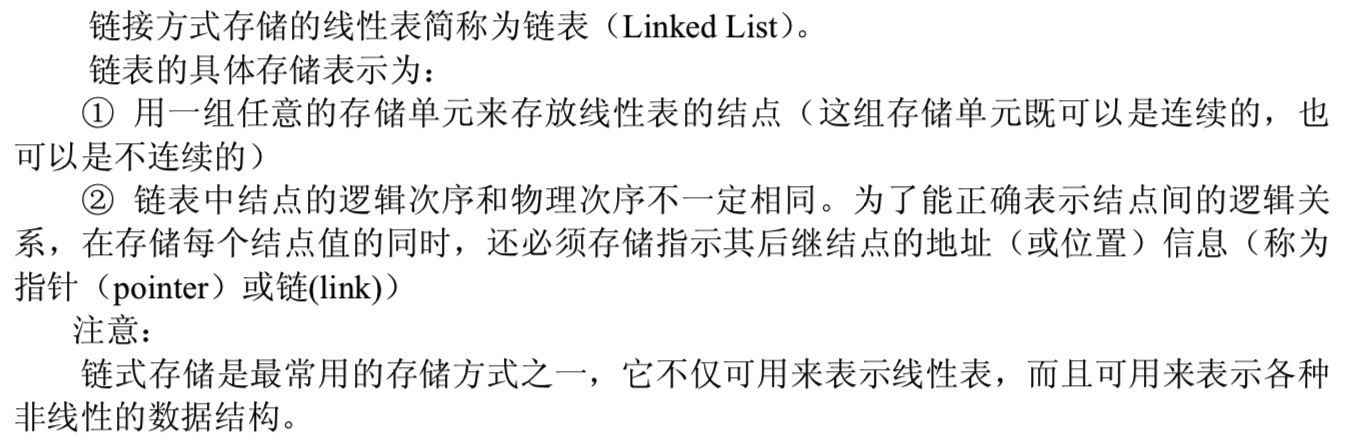 链接方式存储的线性表简称为链表（Linked List）。
链表的具体存储表示为：
① 用一组任意的存储单元来存放线性表的结点（这组存储单元既可以是连续的，也
可以是不连续的）
② 链表中结点的逻辑次序和物理次序不一定相同。为了能正确表示结点间的逻辑关
系，在存储每个结点值的同时，还必须存储指示其后继结点的地址（或位置）信息（称为
指针（pointer）或链(link)）
注意：
链式存储是最常用的存储方式之一，它不仅可用来表示线性表，而且可用来表示各种
非线性的数据结构。